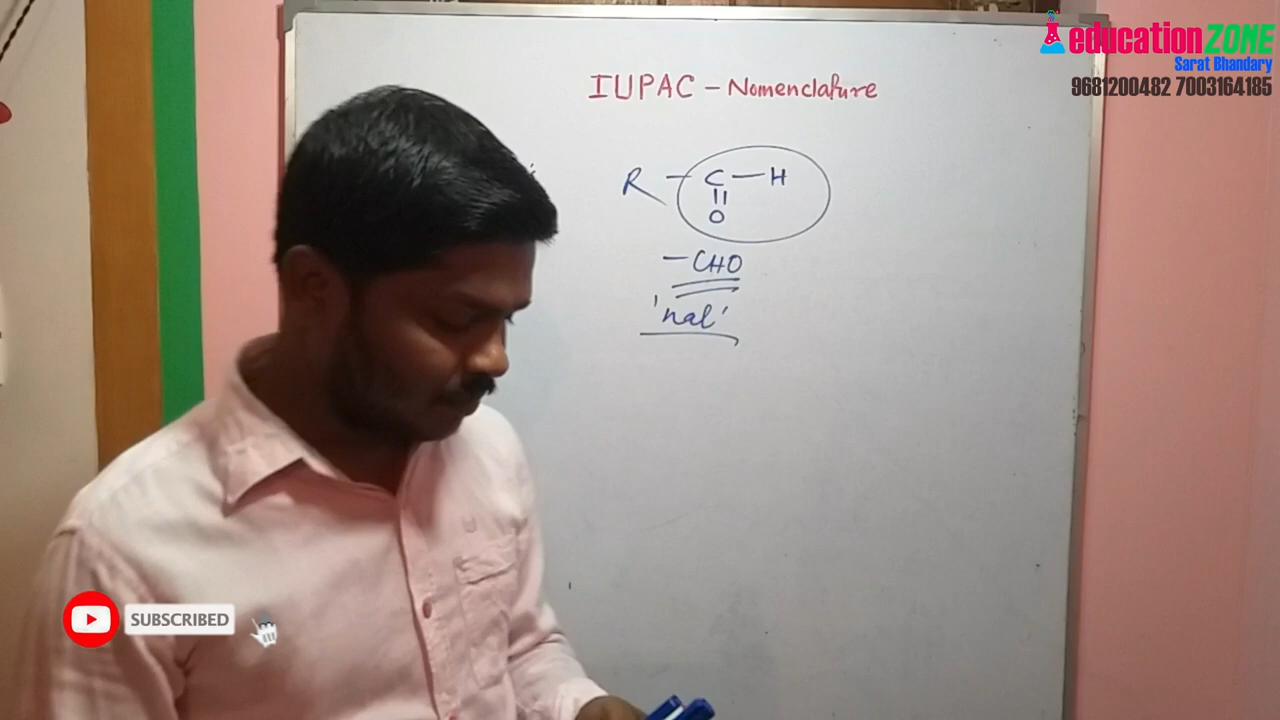 educationZONE
Sarat Bhandary
9681200482 7003164185
IUPAC - Nomenclature
R - C - H
O
- CHO
'nal'
SUBSCRIBED